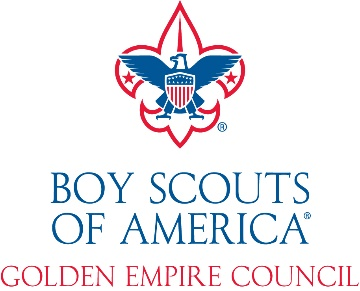 ®
BOY SCOUTS
OF AMERICA®
GOLDEN EMPIRE COUNCIL